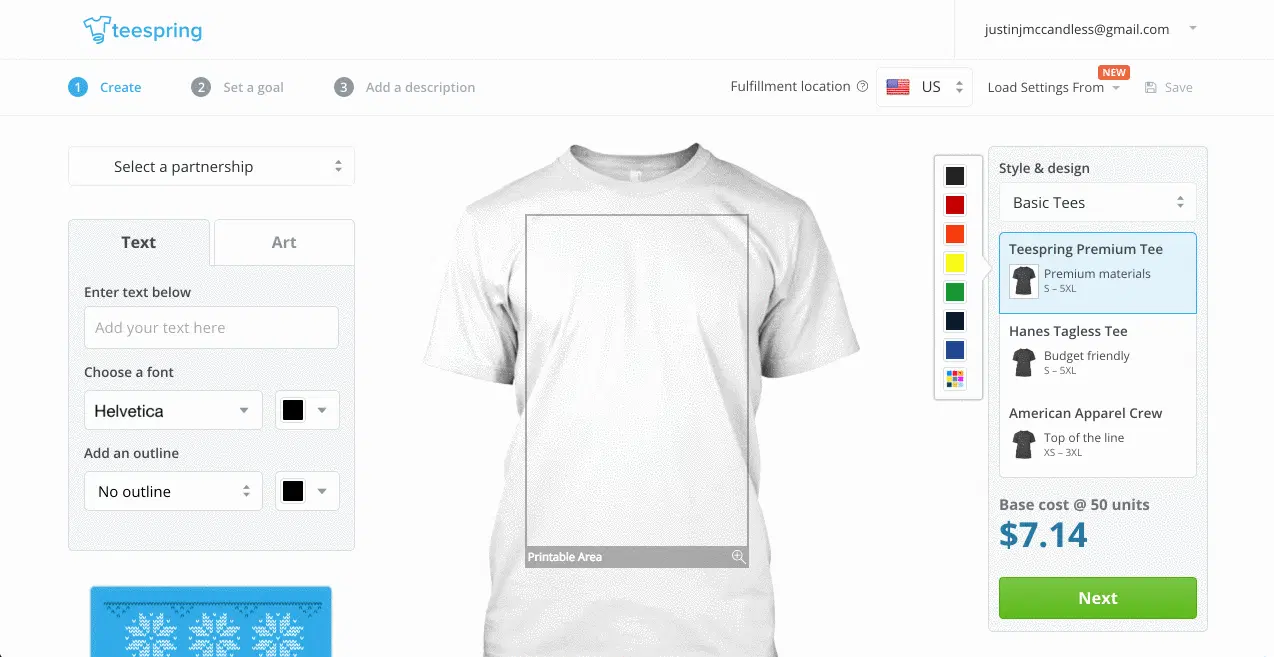 teespring
justinjmccandless@gmail.com
1 Create
2 Set a goal
3 Add a description
Fulfillment location ?
US
Load Settings From
NEW
Save
Select a partnership
Text
Art
Enter text below
Add your text here
Choose a font
Helvetica
Add an outline
No outline
Printable Area
Style & design
Basic Tees
Teespring Premium Tee
Premium materials
S – 5XL
Hanes Tagless Tee
Budget friendly
S – 5XL
American Apparel Crew
Top of the line
XS – 3XL
Base cost @ 50 units
$7.14
Next